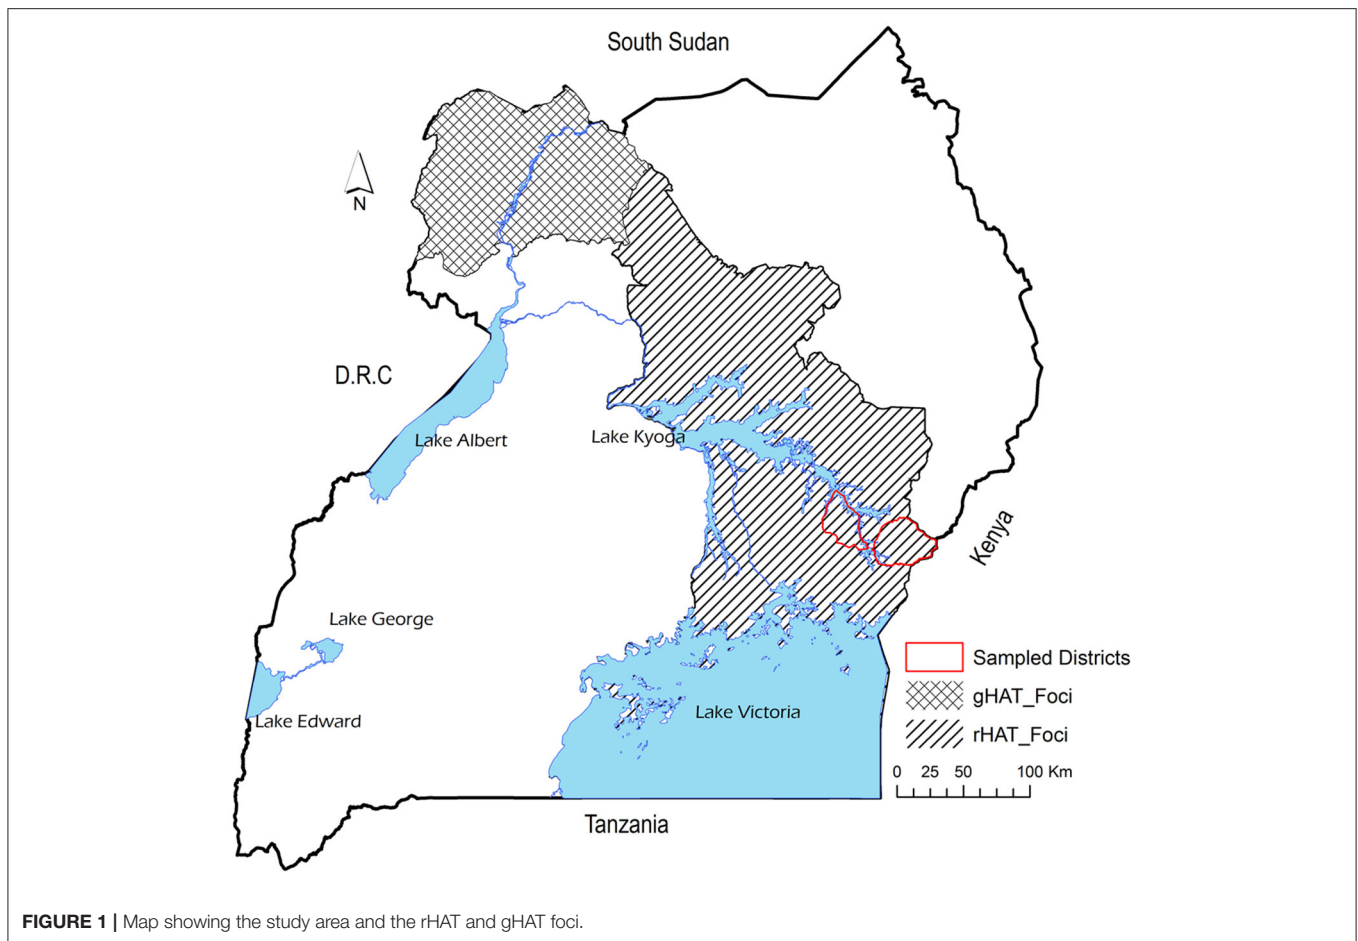 South Sudan
N
D.R.C
Lake Albert
Lake Kyoga
Kenya
Lake George
Lake Edward
Lake Victoria
Tanzania
Sampled Districts
gHAT_Foci
rHAT_Foci
0 25 50 100 Km
FIGURE 1 | Map showing the study area and the rHAT and gHAT foci.